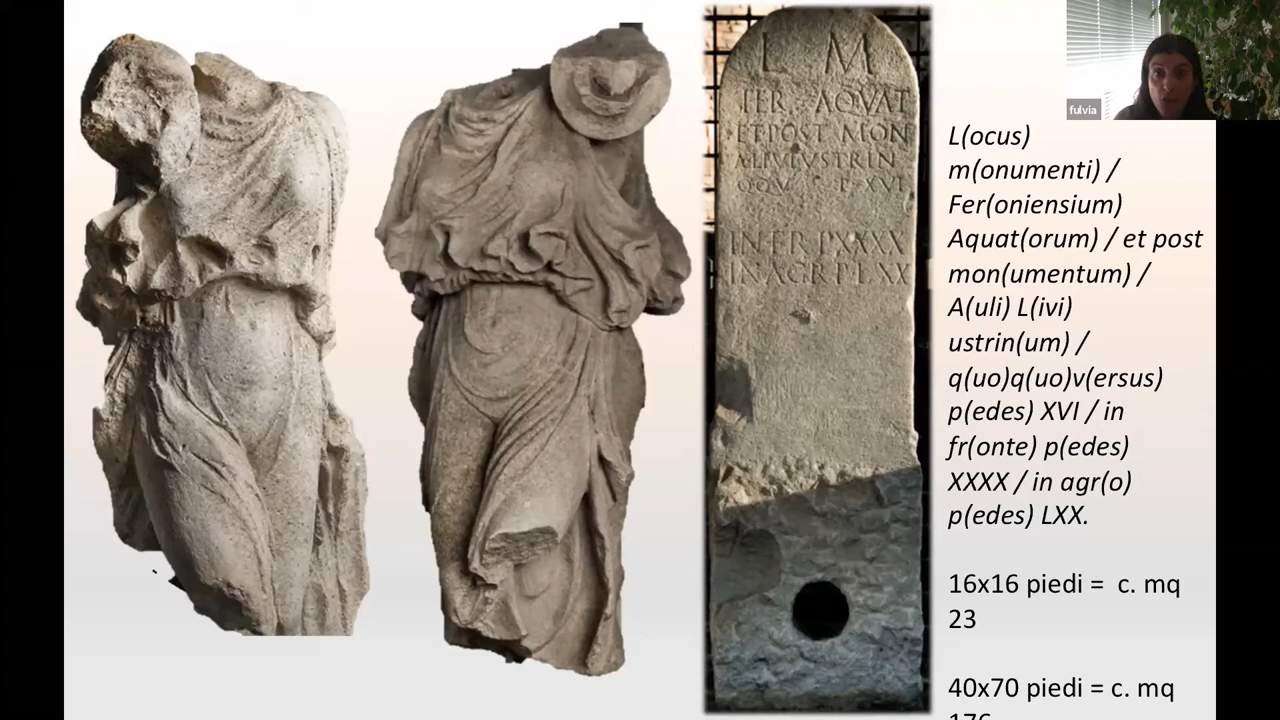 L M
FER AQVAT
ET POST MON
A LIVI VSTRIN
QQV P XVI
IN FR P XXXX
IN AGR P LXX
fulvia
L(ocus)
m(onumenti) /
Fer(oniensium)
Aquat(orum) / et post
mon(umentum) /
A(uli) L(ivi)
ustrin(um) /
q(uo)q(uo)v(ersus)
p(edes) XVI / in
fr(onte) p(edes)
XXXX / in agr(o)
p(edes) LXX.
16x16 piedi = c. mq
23
40x70 piedi = c. mq